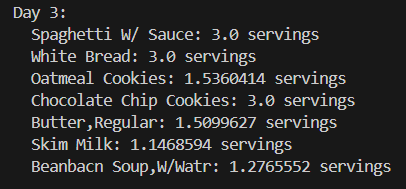 Day 3:
Spaghetti W/ Sauce: 3.0 servings
White Bread: 3.0 servings
Oatmeal Cookies: 1.5360414 servings
Chocolate Chip Cookies: 3.0 servings
Butter,Regular: 1.5099627 servings
Skim Milk: 1.1468594 servings
Beanbacn Soup,W/Watr: 1.2765552 servings